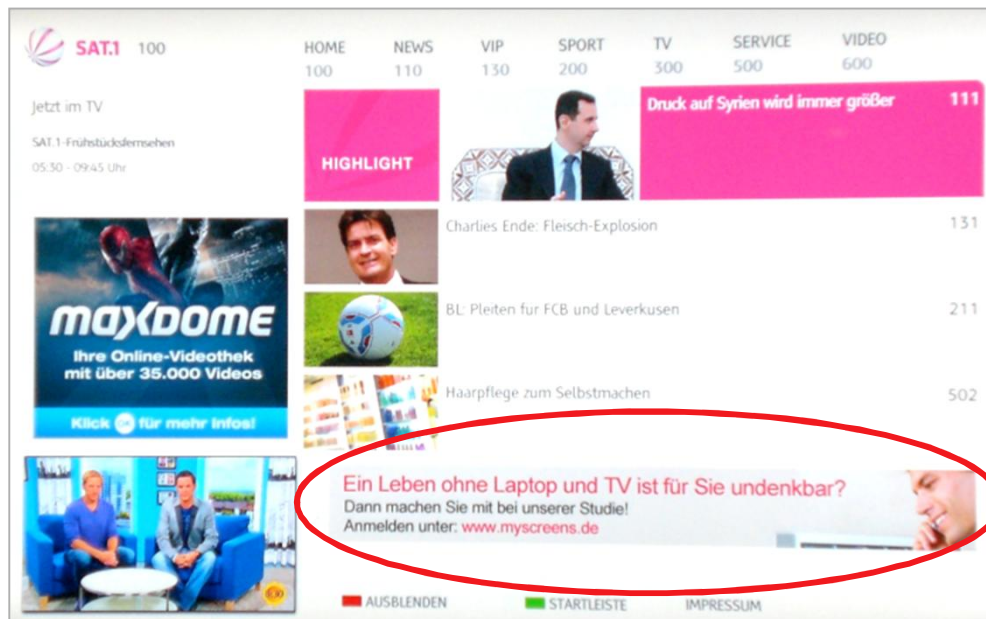 SAT.1 100
HOME NEWS VIP SPORT TV SERVICE VIDEO
100 110 130 200 300 500 600
Jetzt im TV
SAT.1-Frühstücksfernsehen
05:30 - 09:45 Uhr
HIGHLIGHT
Druck auf Syrien wird immer größer 111
Charlies Ende: Fleisch-Explosion 131
BL: Pleiten fur FCB und Leverkusen 211
Haarpflege zum Selbstmachen 502
maxdome
Ihre Online-Videothek
mit über 35.000 Videos
Klick OK für mehr Infos!
Ein Leben ohne Laptop und TV ist für Sie undenkbar?
Dann machen Sie mit bei unserer Studie!
Anmelden unter: www.myscreens.de
AUSBLENDEN STARTLEISTE IMPRESSUM